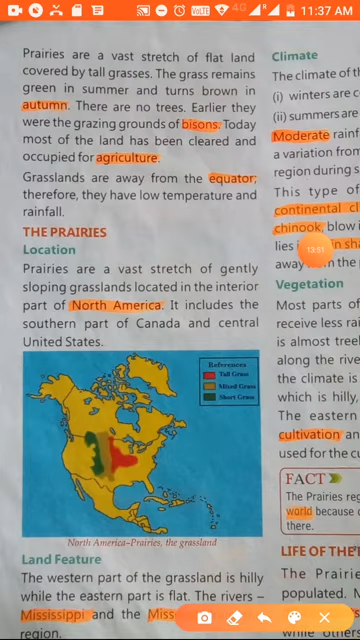 11:37 AM
VoLTE
4G
Prairies are a vast stretch of flat land
covered by tall grasses. The grass remains
green in summer and turns brown in
autumn. There are no trees. Earlier they
were the grazing grounds of bisons. Today
most of the land has been cleared and
occupied for agriculture.
Grasslands are away from the equator;
therefore, they have low temperature and
rainfall.
THE PRAIRIES
Location
Prairies are a vast stretch of gently
sloping grasslands located in the interior
part of North America. It includes the
southern part of Canada and central
United States.
References
Tall Grass
Mixed Grass
Short Grass
North America–Prairies, the grassland
Land Feature
The western part of the grassland is hilly
while the eastern part is flat. The rivers –
Mississippi and the Miss
region.
Climate
The climate of th
(i) winters are c
(ii) summers are
Moderate rainf
a variation from
region during s
This type of
continental cl
chinook, blow i
13:51
lies n sha
away the
Vegetation
Most parts of
receive less rai
is almost treel
along the rive
the climate is
which is hilly,
The eastern
cultivation an
used for the cu
FACT
The Prairies reg
world because o
there.
LIFE OF THE
The Prairie
populated. M
while other